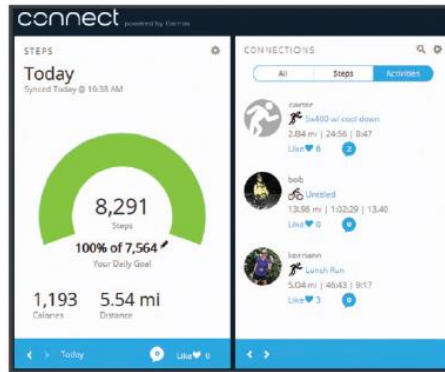 connect powered by Garmin
STEPS
Today
Synced Today @ 10:38 AM
8,291
Steps
100% of 7,564
Your Daily Goal
1,193
Calories
5.54 mi
Distance
Today
0
Like 0
CONNECTIONS
All
Steps
Activities
carter
5x400 w/ cool down
2.84 mi | 24:56 | 8:47
Like 6
2
bob
Untitled
13.96 mi | 1:02:29 | 13.40
Like 0
0
Lunch Run
5.04 mi | 46:43 | 9:17
Like 3
0